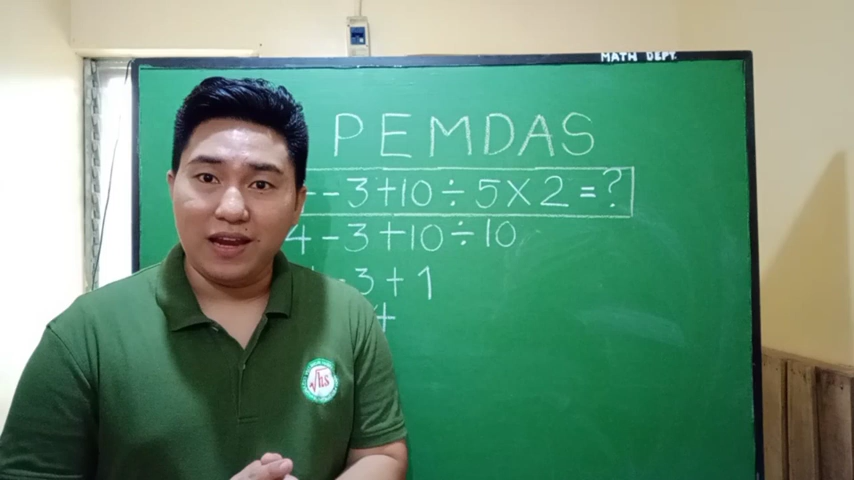 MATH DEPT.
PEMDAS
- 3 + 10 ÷ 5 X 2 = ?
4 - 3 + 10 ÷ 10
- 3 + 1